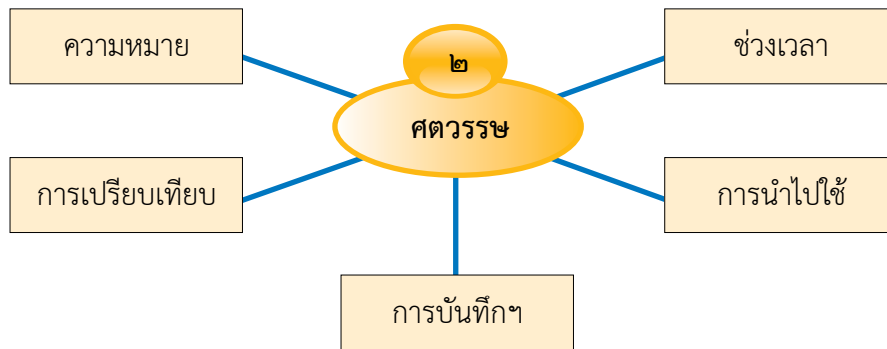 ความหมาย
๒
ช่วงเวลา
ศตวรรษ
การเปรียบเทียบ
การนำไปใช้
การบันทึกฯ